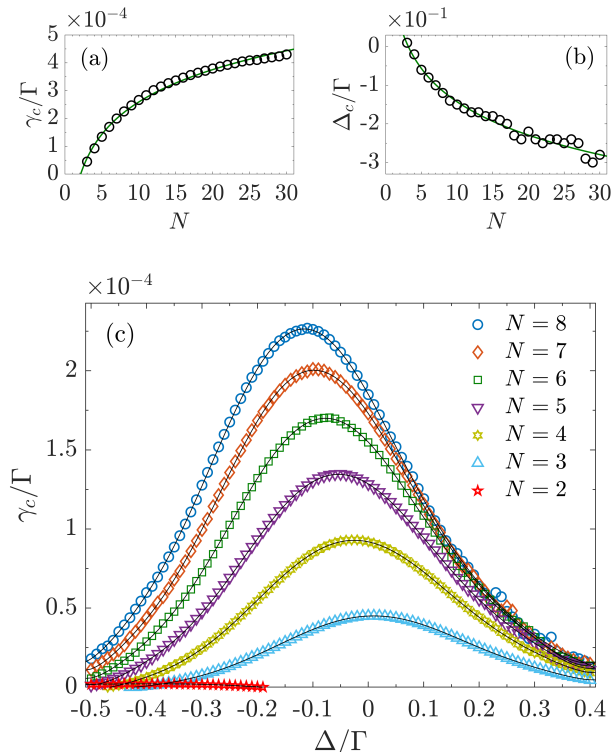 ×10⁻⁴ ×10⁻¹
5 4 3 2 1 0
(a)
γ_c/Γ
0 5 10 15 20 25 30
N
0 -1 -2 -3
(b)
Δ_c/Γ
0 5 10 15 20 25 30
N
×10⁻⁴
(c)
2 1.5 1 0.5 0
γ_c/Γ
N = 8
N = 7
N = 6
N = 5
N = 4
N = 3
N = 2
-0.5 -0.4 -0.3 -0.2 -0.1 0 0.1 0.2 0.3 0.4
Δ/Γ